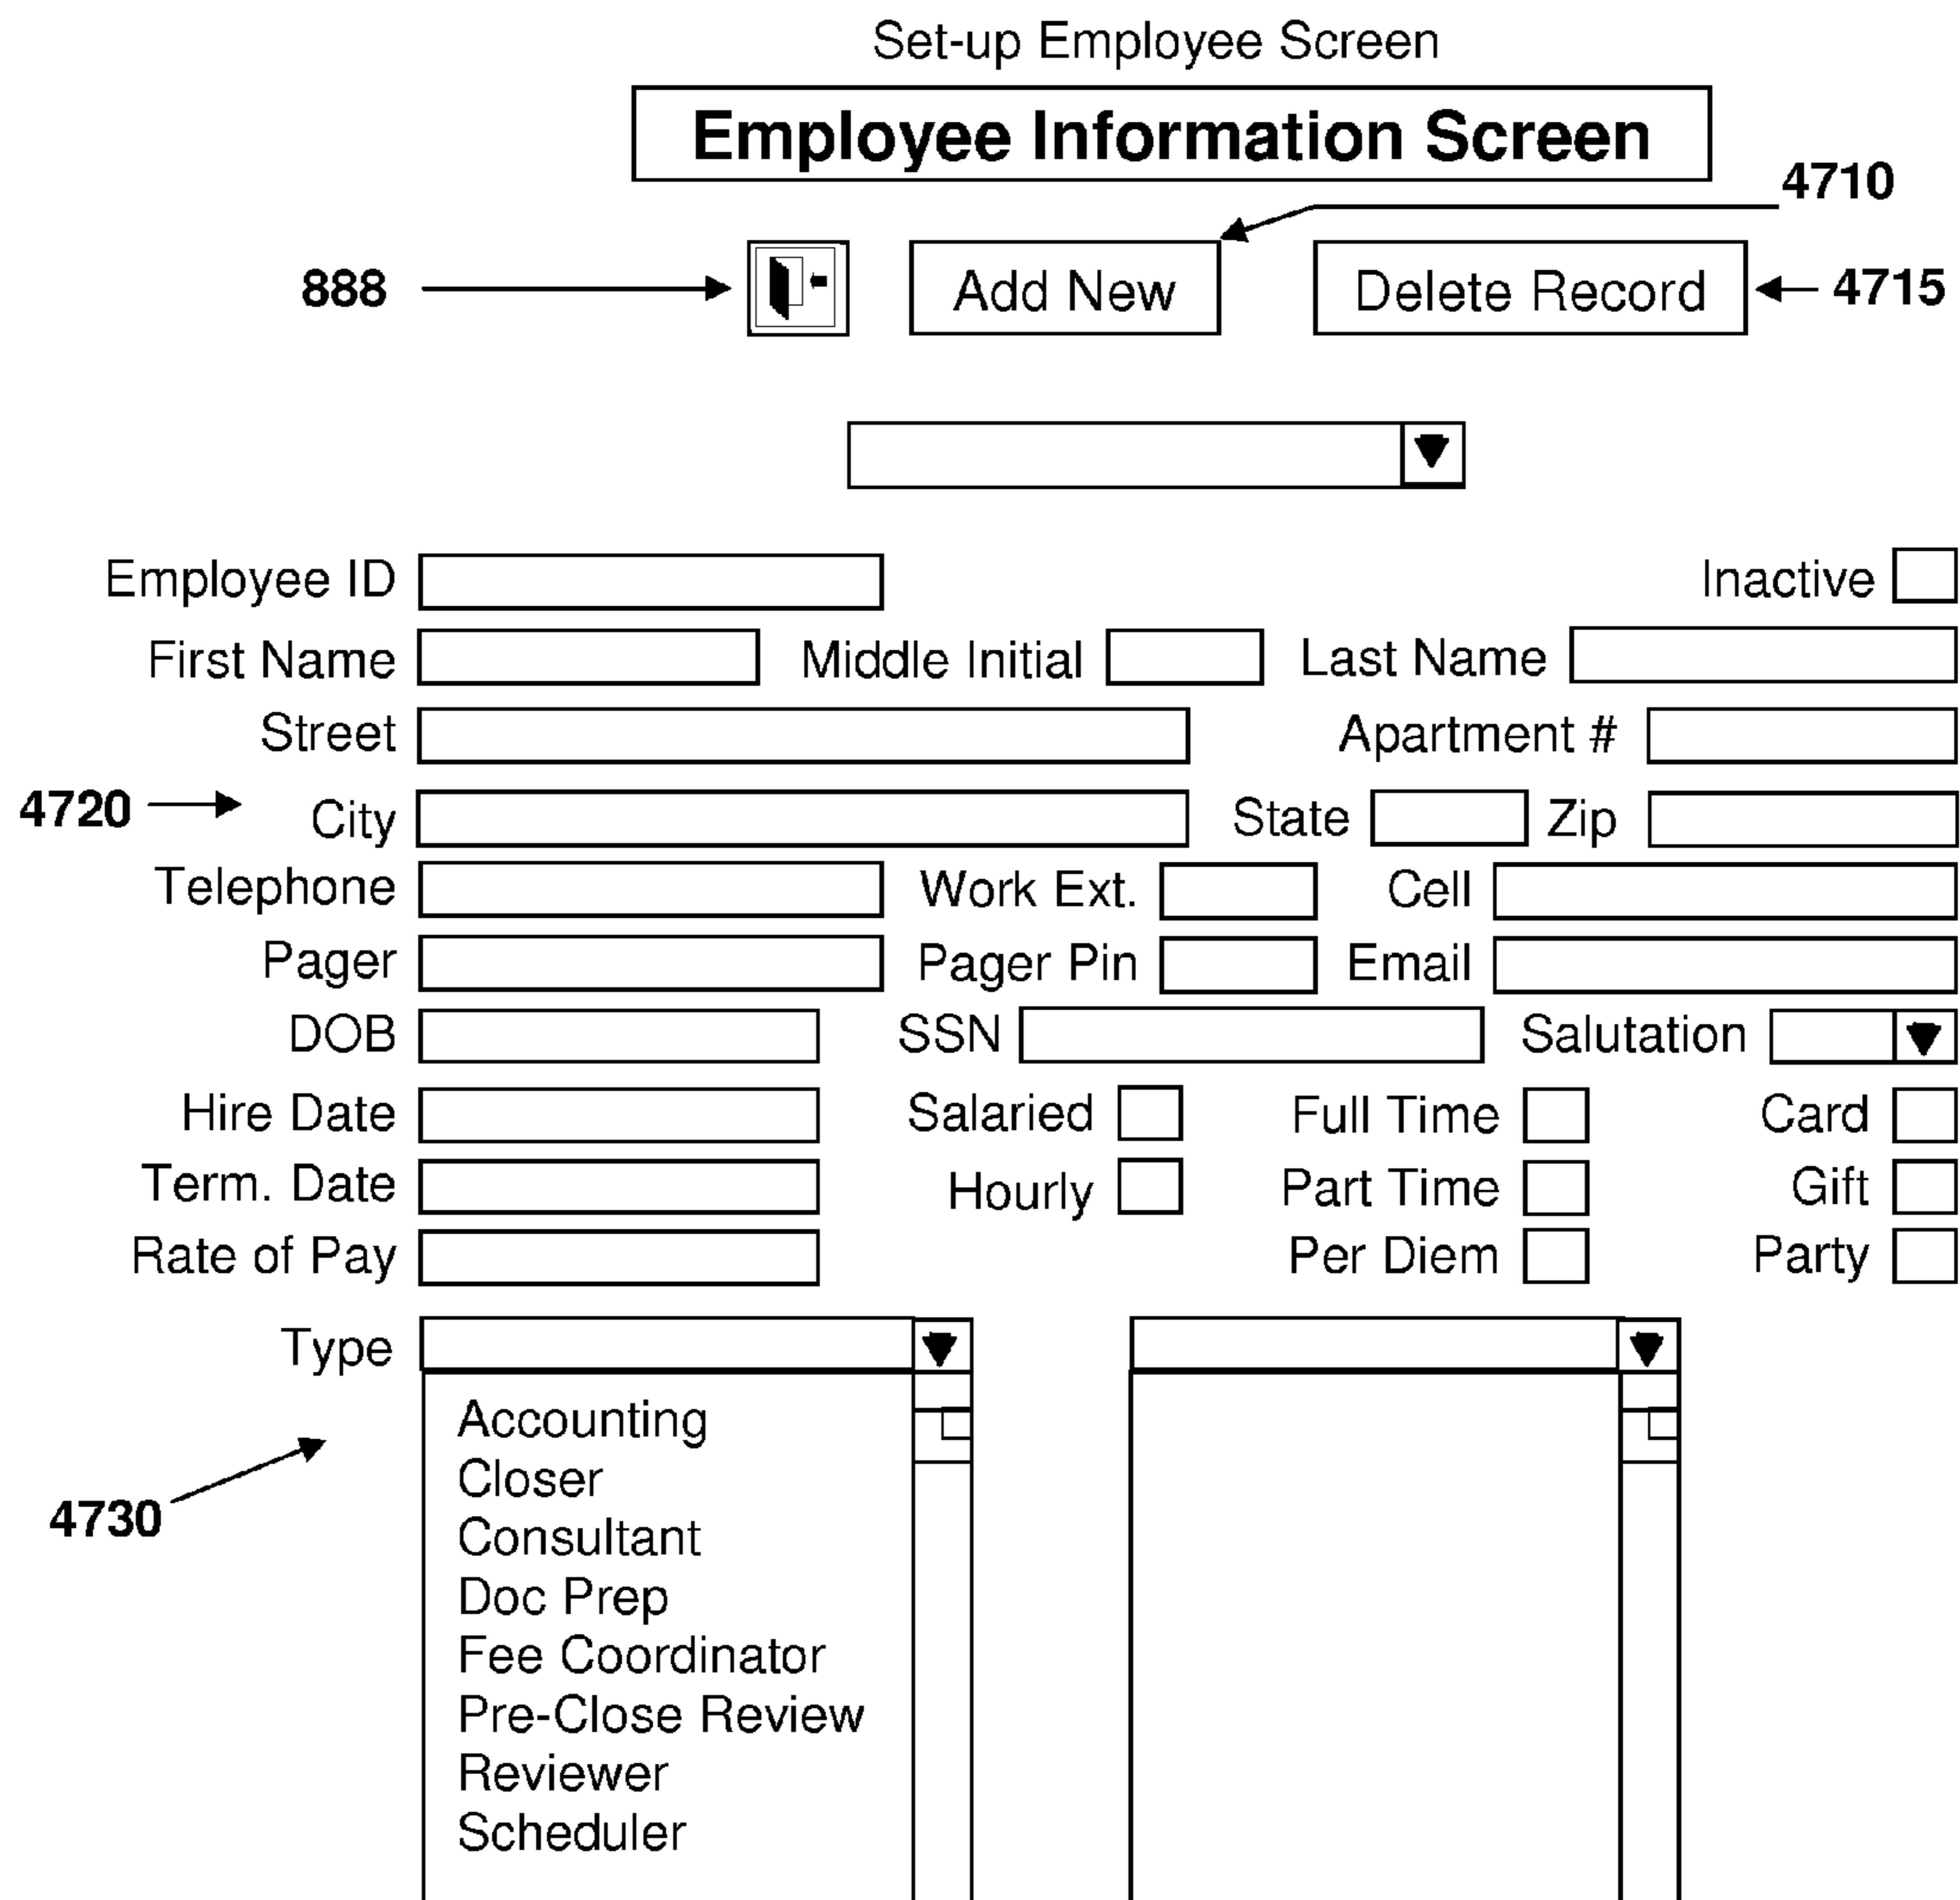 Set-up Employee Screen
Employee Information Screen
4710
888 Add New Delete Record 4715
Employee ID Inactive
First Name Middle Initial Last Name
Street Apartment #
4720 City State Zip
Telephone Work Ext. Cell
Pager Pager Pin Email
DOB SSN Salutation
Hire Date Salaried Full Time Card
Term. Date Hourly Part Time Gift
Rate of Pay Per Diem Party
Type
Accounting
Closer
4730 Consultant
Doc Prep
Fee Coordinator
Pre-Close Review
Reviewer
Scheduler